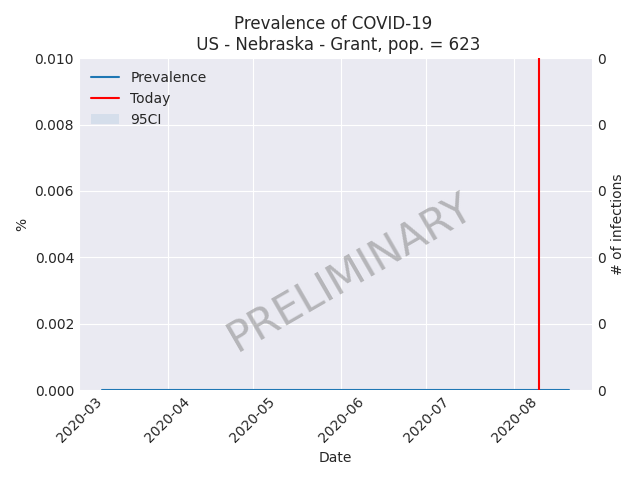 Prevalence of COVID-19
US - Nebraska - Grant, pop. = 623
Prevalence
Today
95CI
0.010
0.008
0.006
0.004
0.002
0.000
%
0
0
0
0
0
0
# of infections
PRELIMINARY
2020-03
2020-04
2020-05
2020-06
2020-07
2020-08
Date